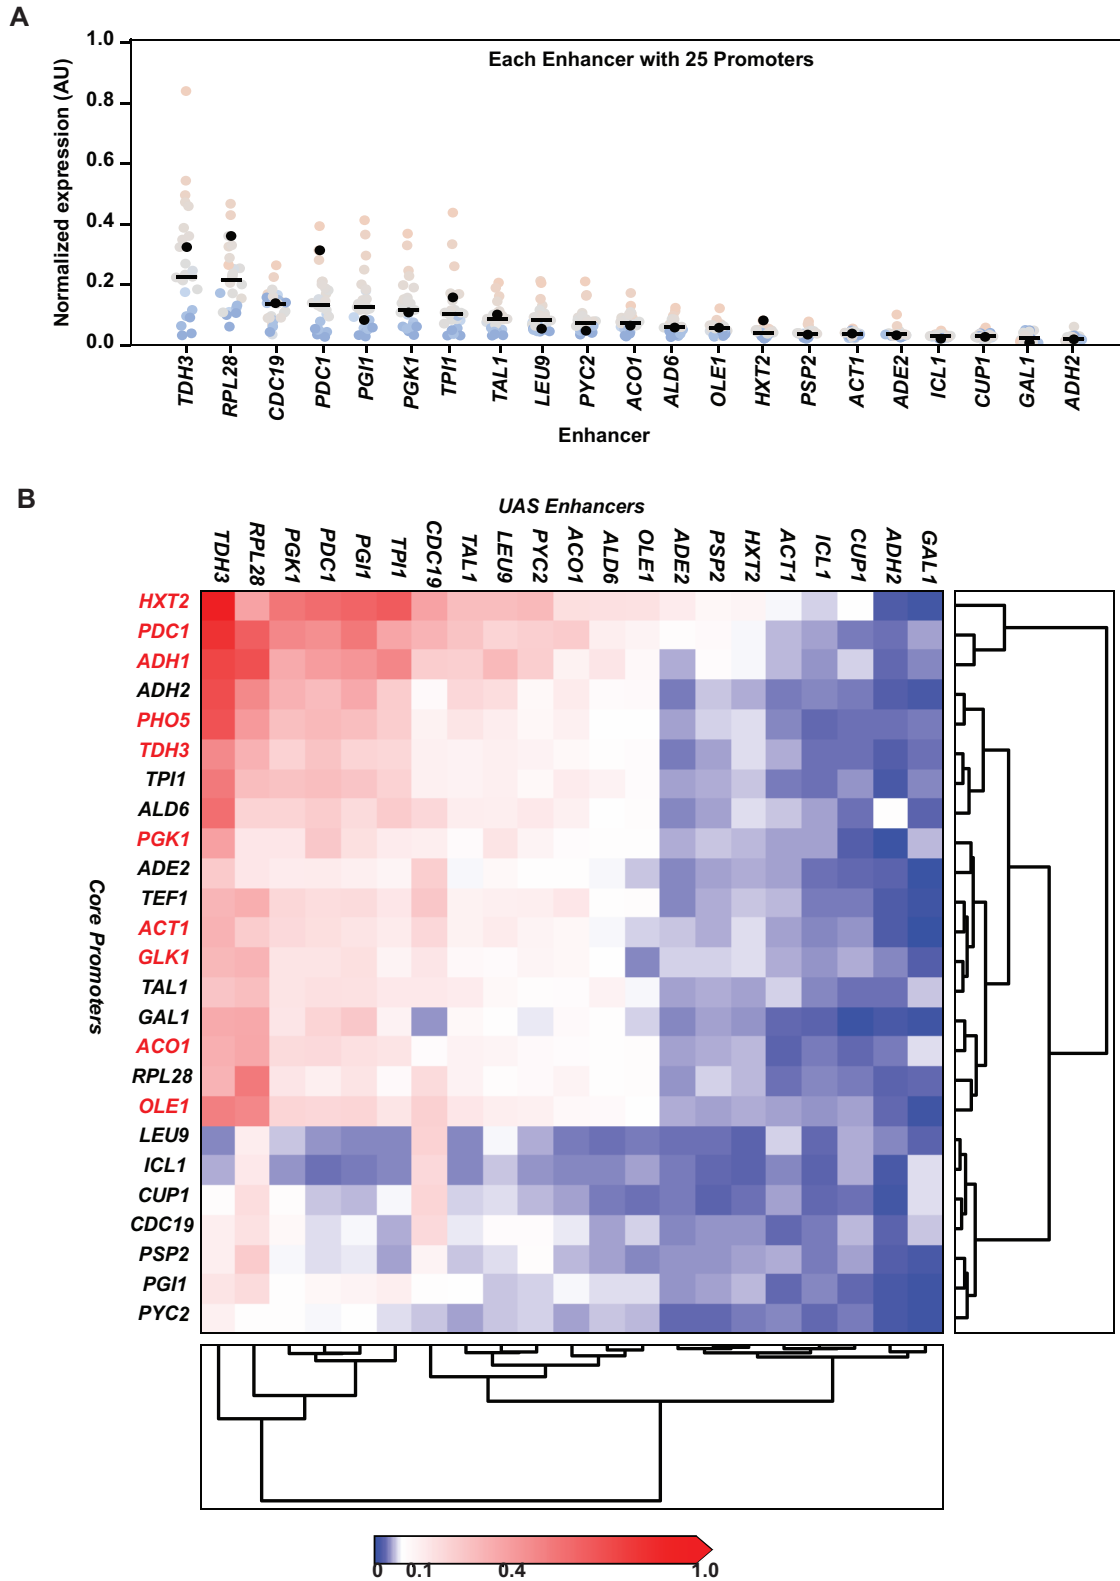 A
Each Enhancer with 25 Promoters
Normalized expression (AU)
1.0
0.8
0.6
0.4
0.2
0.0
TDH3 RPL28 CDC19 PDC1 PGI1 PGK1 TPI1 TAL1 LEU9 PYC2 ACO1 ALD6 OLE1 HXT2 PSP2 ACT1 ADE2 ICL1 CUP1 GAL1 ADH2
Enhancer
B
UAS Enhancers
TDH3 RPL28 PGK1 PDC1 PGI1 TPI1 CDC19 TAL1 LEU9 PYC2 ACO1 ALD6 OLE1 ADE2 PSP2 HXT2 ACT1 ICL1 CUP1 ADH2 GAL1
Core Promoters
HXT2
PDC1
ADH1
ADH2
PHO5
TDH3
TPI1
ALD6
PGK1
ADE2
TEF1
ACT1
GLK1
TAL1
GAL1
ACO1
RPL28
OLE1
LEU9
ICL1
CUP1
CDC19
PSP2
PGI1
PYC2
0 0.1 0.4 1.0